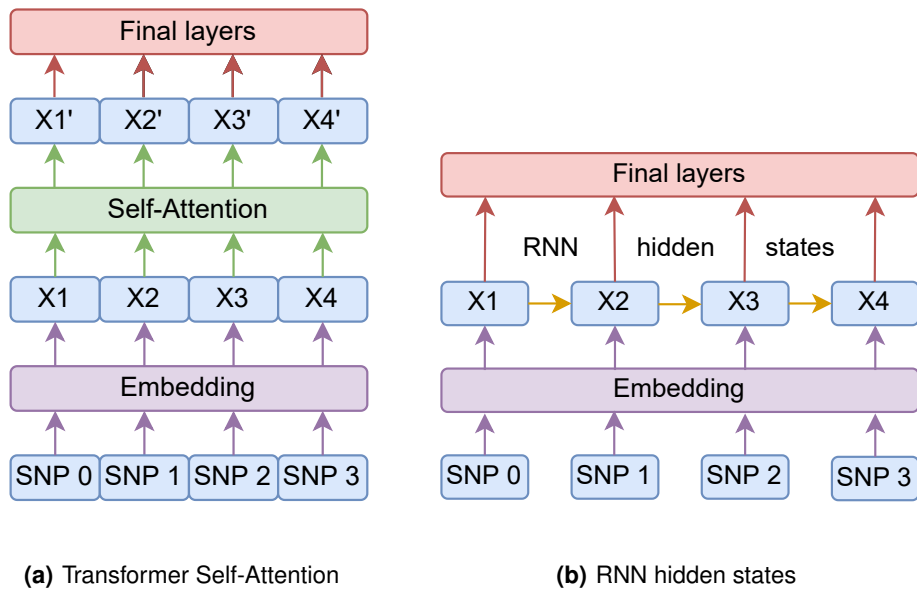 Final layers
X1' X2' X3' X4'
Self-Attention
X1 X2 X3 X4
Embedding
SNP 0 SNP 1 SNP 2 SNP 3
(a) Transformer Self-Attention
Final layers
RNN hidden states
X1 X2 X3 X4
Embedding
SNP 0 SNP 1 SNP 2 SNP 3
(b) RNN hidden states